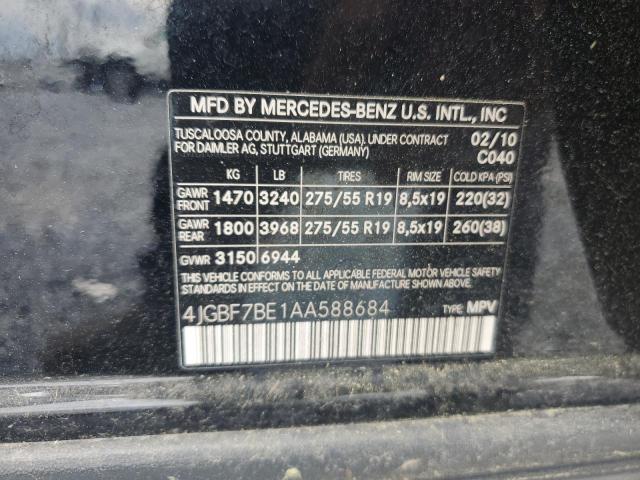 MFD BY MERCEDES-BENZ U.S. INTL., INC
TUSCALOOSA COUNTY, ALABAMA (USA). UNDER CONTRACT 02/10
FOR DAIMLER AG, STUTTGART (GERMANY) C040
KG LB TIRES RIM SIZE COLD KPA (PSI)
GAWR FRONT 1470 3240 275/55 R19 8,5x19 220(32)
GAWR REAR 1800 3968 275/55 R19 8,5x19 260(38)
GVWR 3150 6944
THIS VEHICLE CONFORMS TO ALL APPLICABLE FEDERAL MOTOR VEHICLE SAFETY
STANDARDS IN EFFECT ON THE DATE OF MANUFACTURE SHOWN ABOVE.
4JGBF7BE1AA588684 TYPE: MPV